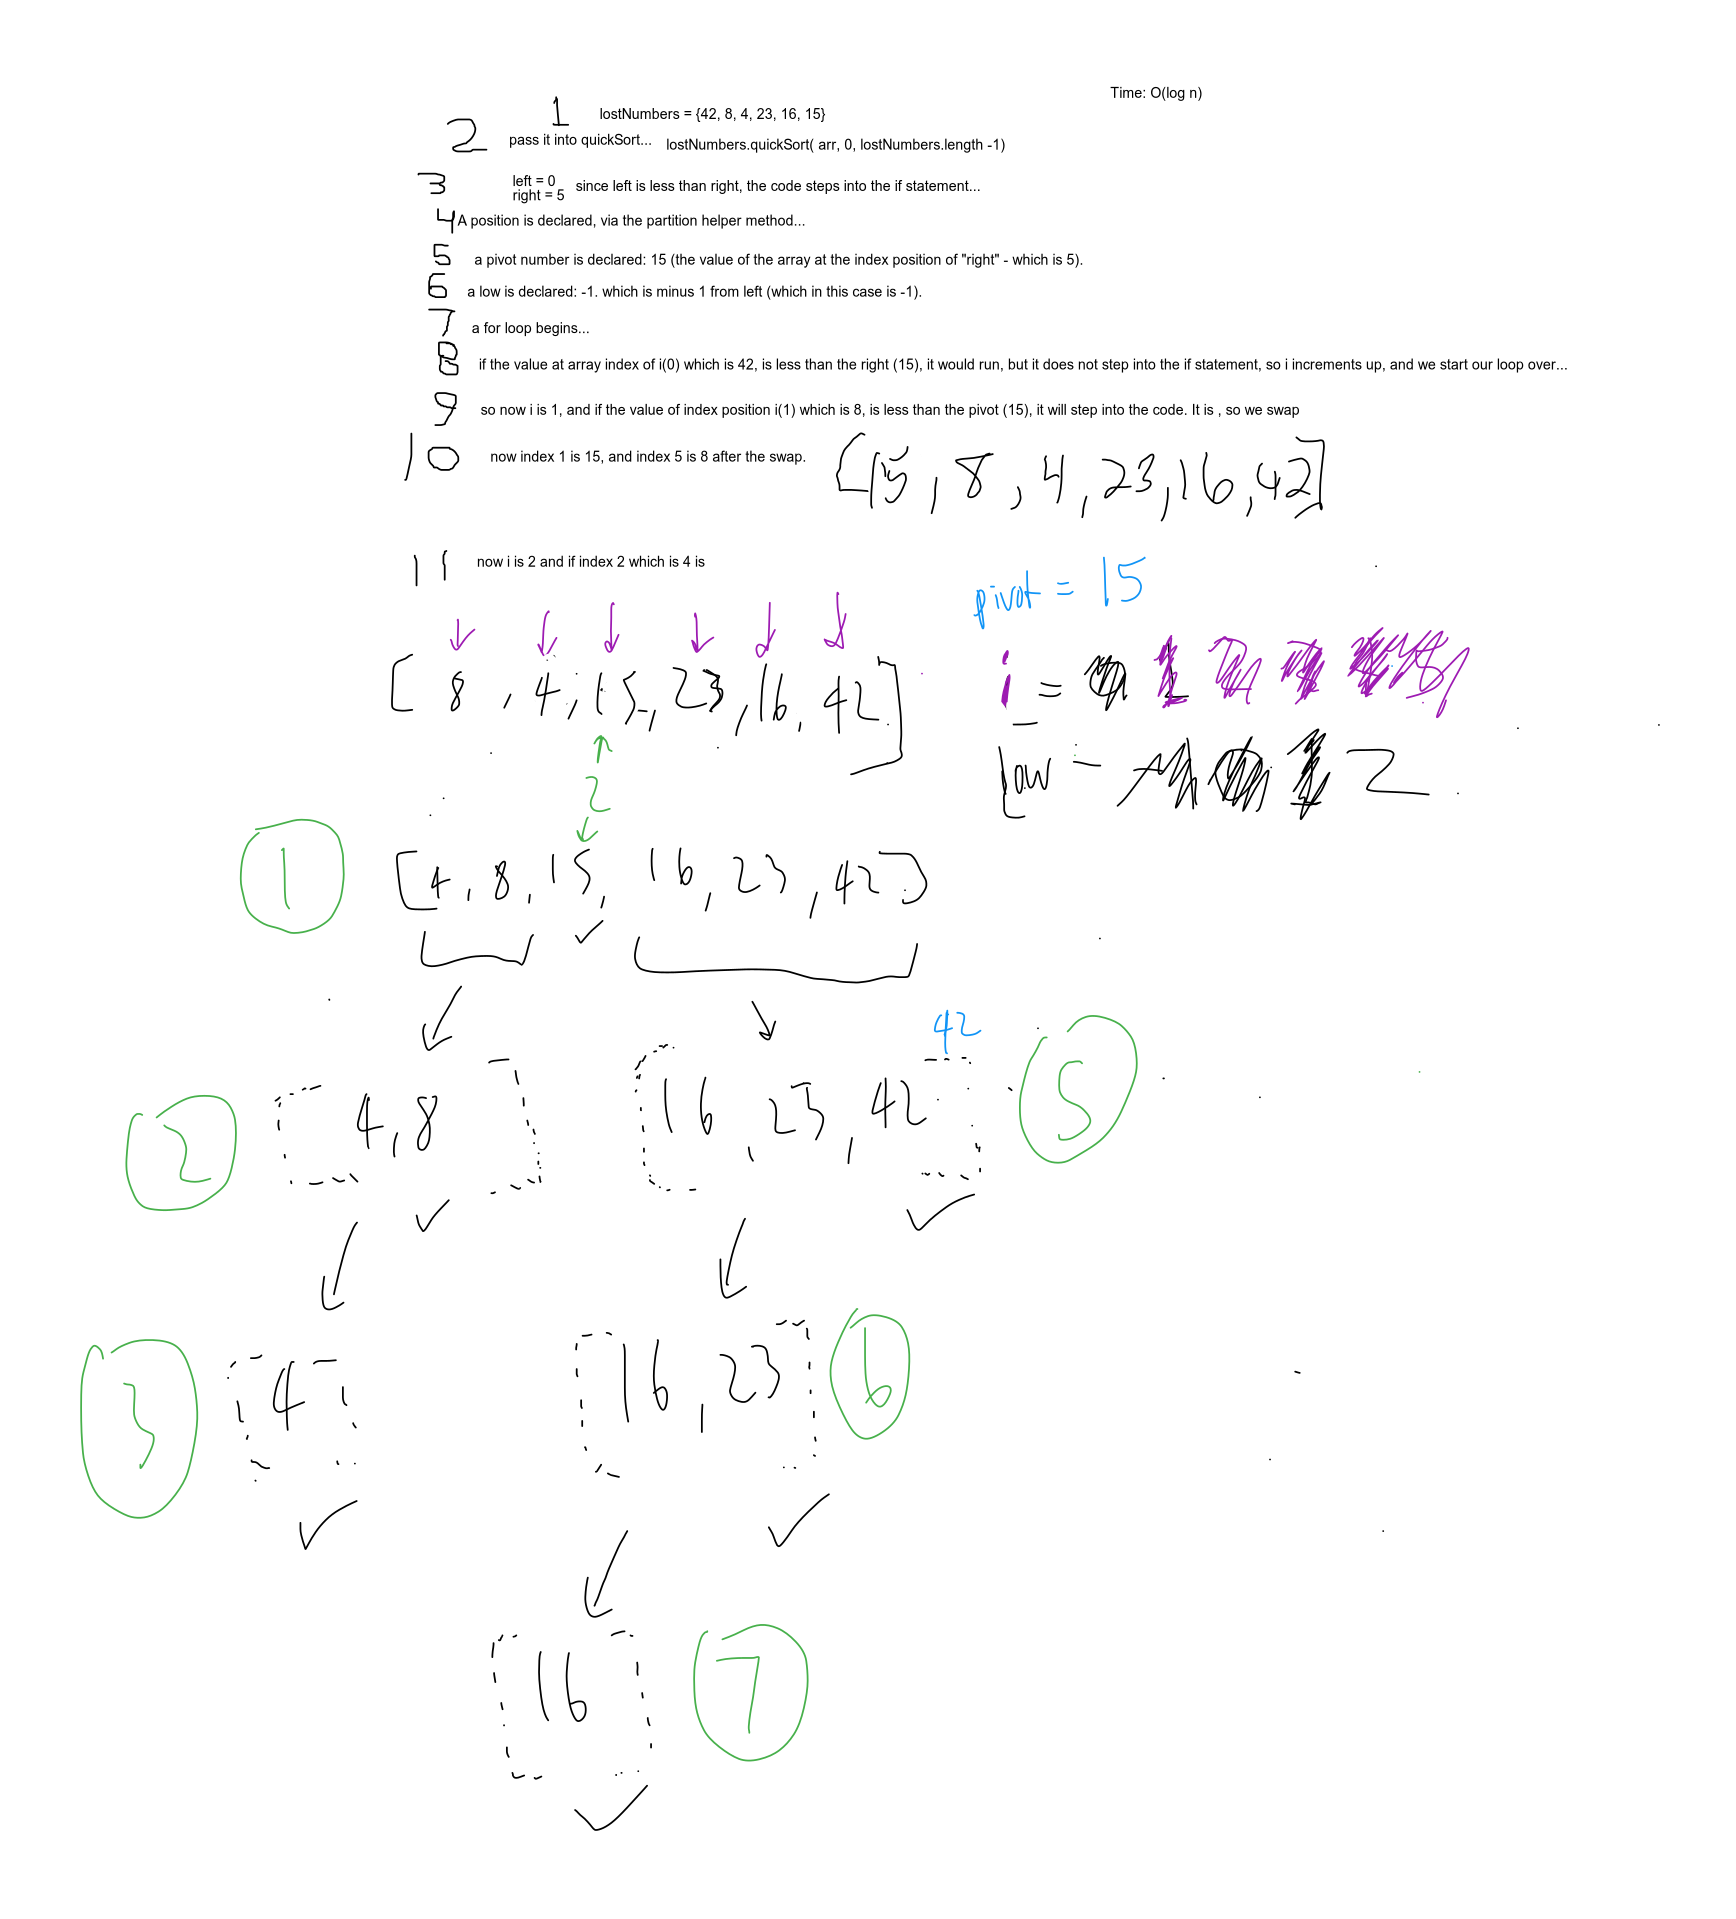 Time: O(log n)
1 lostNumbers = {42, 8, 4, 23, 16, 15}
2 pass it into quickSort... lostNumbers.quickSort( arr, 0, lostNumbers.length -1)
3 left = 0
right = 5 since left is less than right, the code steps into the if statement...
4 A position is declared, via the partition helper method...
5 a pivot number is declared: 15 (the value of the array at the index position of "right" - which is 5).
6 a low is declared: -1. which is minus 1 from left (which in this case is -1).
7 a for loop begins...
8 if the value at array index of i(0) which is 42, is less than the right (15), it would run, but it does not step into the if statement, so i increments up, and we start our loop over...
9 so now i is 1, and if the value of index position i(1) which is 8, is less than the pivot (15), it will step into the code. It is , so we swap
10 now index 1 is 15, and index 5 is 8 after the swap. [15, 8, 4, 23, 16, 42]
11 now i is 2 and if index 2 which is 4 is
pivot = 15
[8, 4, 15, 23, 16, 42]
i =
low = 2
2
1 [4, 8, 15, 16, 23, 42]
42
2 4, 8
16, 23, 42 5
3 4
16, 23 6
16 7